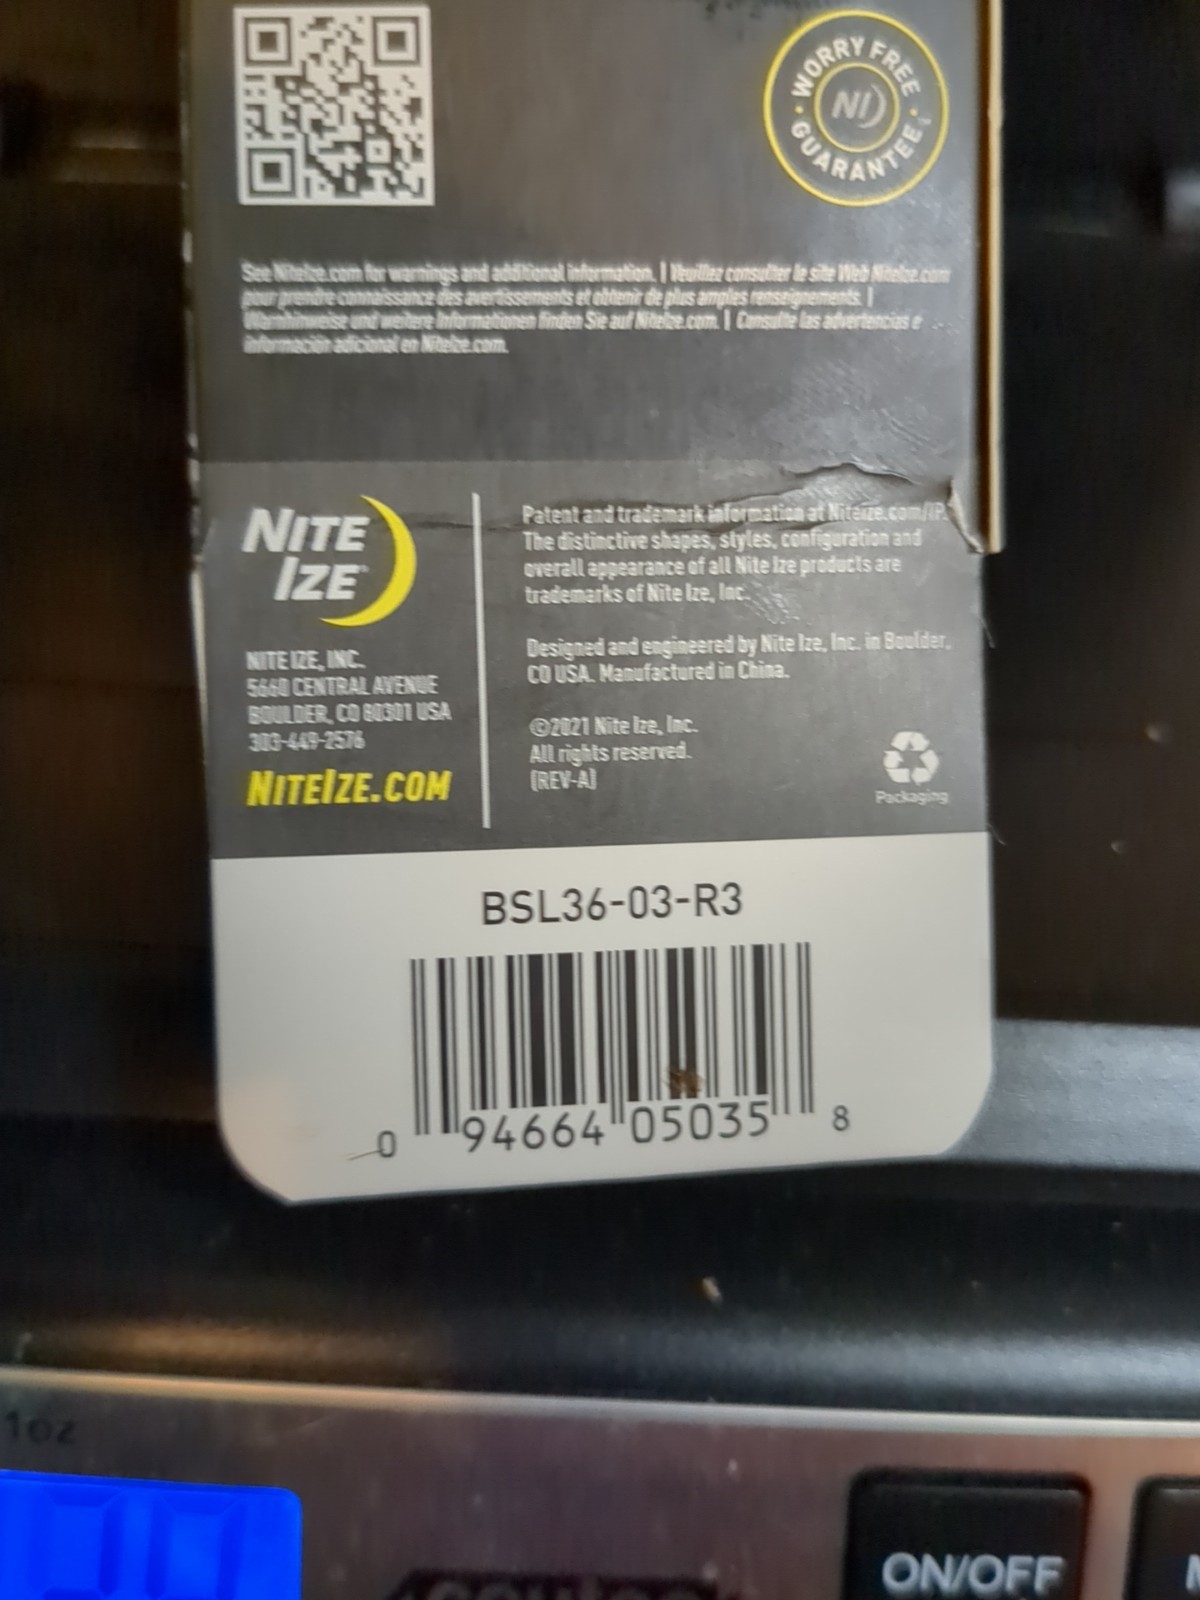 WORRY FREE
NI
GUARANTEE
See NiteIze.com for warnings and additional information. | Veuillez consulter le site Web NiteIze.com
pour prendre connaissance des avertissements et obtenir de plus amples renseignements. |
Warnhinweise und weitere Informationen finden Sie auf NiteIze.com. | Consulte las advertencias e
información adicional en NiteIze.com.
NITE
IZE
NITE IZE, INC.
5660 CENTRAL AVENUE
BOULDER, CO 80301 USA
303-449-2576
NITEIZE.COM
Patent and trademark information at NiteIze.com/IP.
The distinctive shapes, styles, configuration and
overall appearance of all Nite Ize products are
trademarks of Nite Ize, Inc.
Designed and engineered by Nite Ize, Inc. in Boulder,
CO USA. Manufactured in China.
©2021 Nite Ize, Inc.
All rights reserved.
[REV-A]
Packaging
BSL36-03-R3
0 94664 05035 8
1oz
ON/OFF
M